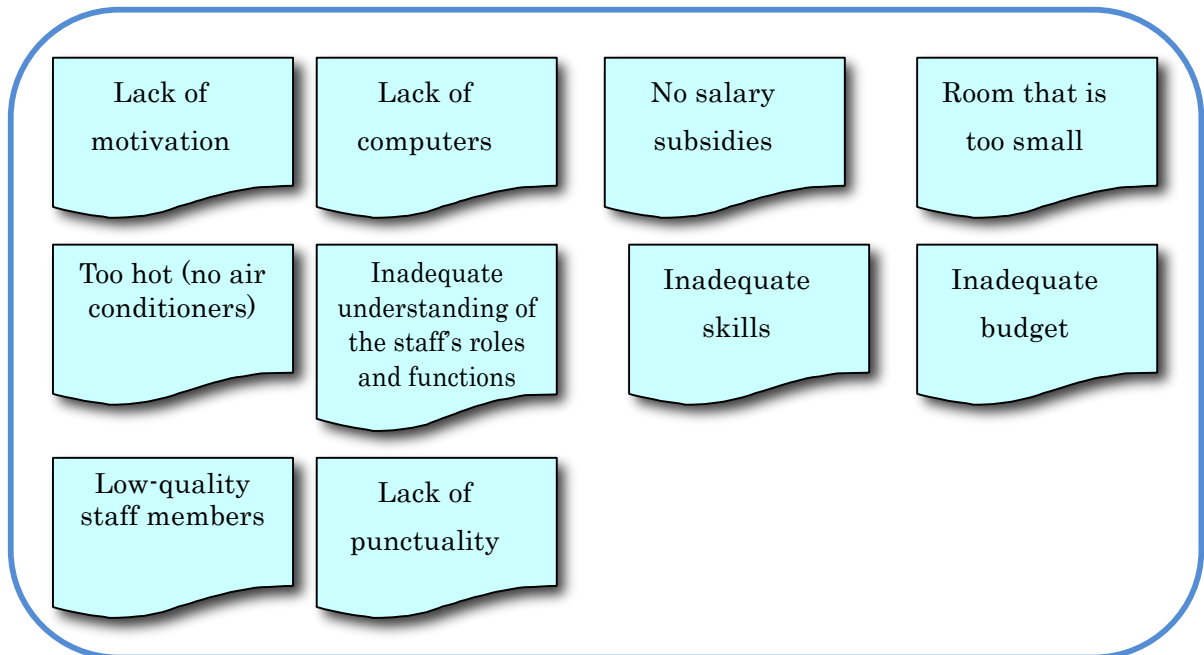 Lack of
motivation
Lack of
computers
No salary
subsidies
Room that is
too small
Too hot (no air
conditioners)
Inadequate
understanding of
the staff's roles
and functions
Inadequate
skills
Inadequate
budget
Low-quality
staff members
Lack of
punctuality